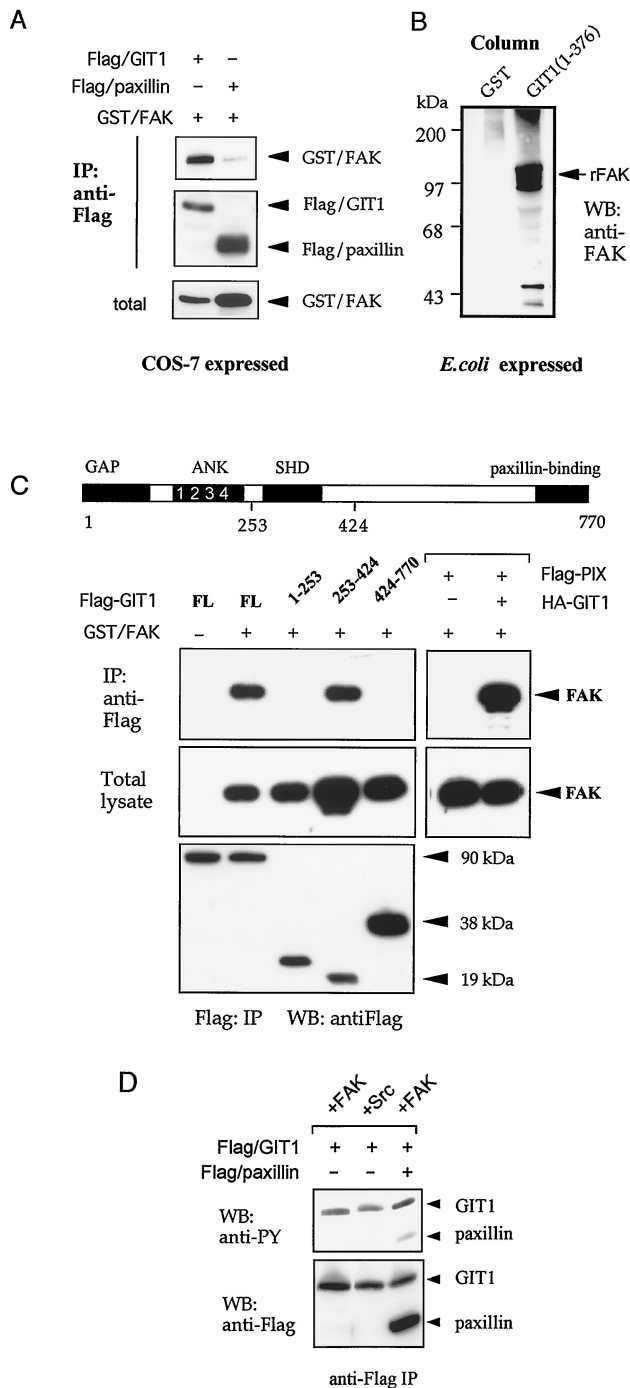 A
Flag/GIT1 + –
Flag/paxillin – +
GST/FAK + +
IP:
anti-
Flag
GST/FAK
Flag/GIT1
Flag/paxillin
total
GST/FAK
COS-7 expressed
B
Column
GST
GIT1(1-376)
kDa
200
97
68
43
rFAK
WB:
anti-
FAK
E.coli expressed
C
GAP ANK SHD paxillin-binding
1 2 3 4
1 253 424 770
Flag-GIT1 FL FL 1-253 253-424 424-770
GST/FAK – + + + + + +
+ + Flag-PIX
– + HA-GIT1
IP:
anti-
Flag
FAK
Total
lysate
FAK
90 kDa
38 kDa
19 kDa
Flag: IP WB: antiFlag
D
+FAK +Src +FAK
Flag/GIT1 + + +
Flag/paxillin – – +
WB:
anti-PY
GIT1
paxillin
WB:
anti-Flag
GIT1
paxillin
anti-Flag IP